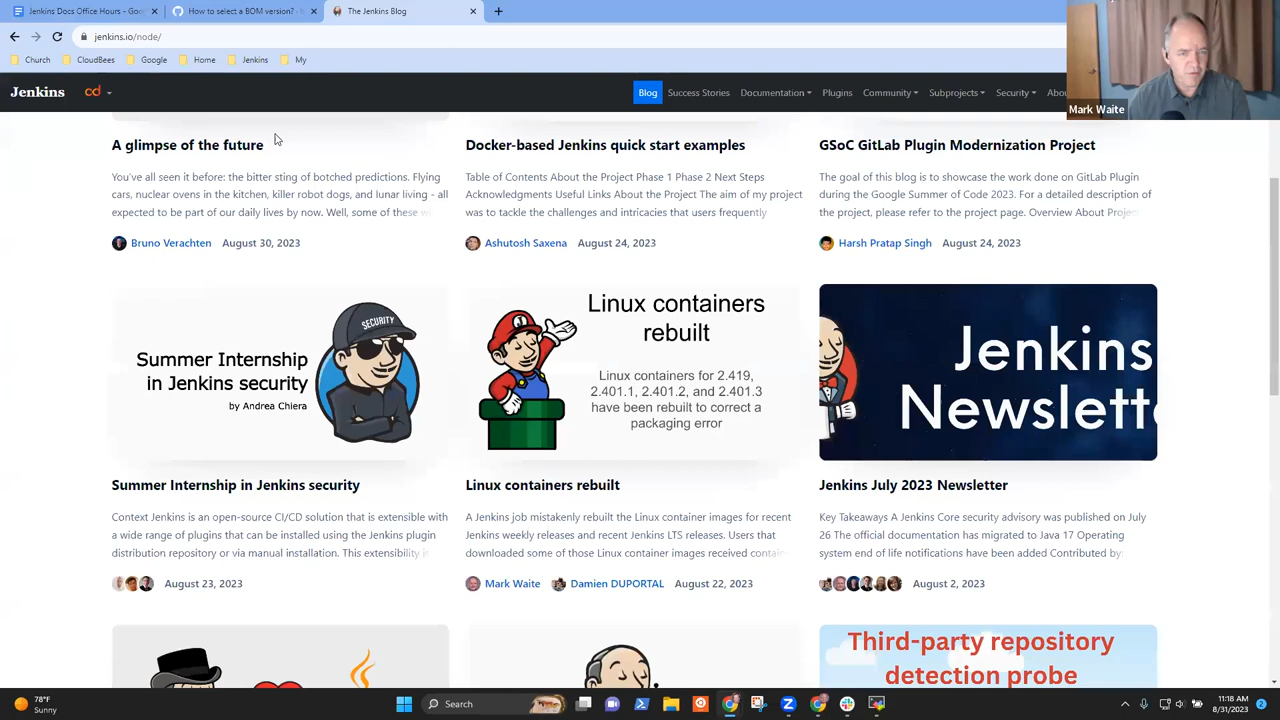 Jenkins Docs Office Hours - Goo
How to select a BOM version? -
The Jenkins Blog
jenkins.io/node/
Church
CloudBees
Google
Home
Jenkins
My
Jenkins
cd
Blog
Success Stories
Documentation
Plugins
Community
Subprojects
Security
Mark Waite
A glimpse of the future
You've all seen it before: the bitter sting of botched predictions. Flying
cars, nuclear ovens in the kitchen, killer robot dogs, and lunar living - all
expected to be part of our daily lives by now. Well, some of these
Bruno Verachten August 30, 2023
Docker-based Jenkins quick start examples
Table of Contents About the Project Phase 1 Phase 2 Next Steps
Acknowledgments Useful Links About the Project The aim of my project
was to tackle the challenges and intricacies that users frequently
Ashutosh Saxena August 24, 2023
GSoC GitLab Plugin Modernization Project
The goal of this blog is to showcase the work done on GitLab Plugin
during the Google Summer of Code 2023. For a detailed description of
the project, please refer to the project page. Overview About Project
Harsh Pratap Singh August 24, 2023
SECURITY
Summer Internship
in Jenkins security
by Andrea Chiera
Linux containers
rebuilt
Linux containers for 2.419,
2.401.1, 2.401.2, and 2.401.3
have been rebuilt to correct a
packaging error
Jenkins
Newslett
Summer Internship in Jenkins security
Context Jenkins is an open-source CI/CD solution that is extensible with
a wide range of plugins that can be installed using the Jenkins plugin
distribution repository or via manual installation. This extensibility
August 23, 2023
Linux containers rebuilt
A Jenkins job mistakenly rebuilt the Linux container images for recent
Jenkins weekly releases and recent Jenkins LTS releases. Users that
downloaded some of those Linux container images received
Mark Waite Damien DUPORTAL August 22, 2023
Jenkins July 2023 Newsletter
Key Takeaways A Jenkins Core security advisory was published on July
26 The official documentation has migrated to Java 17 Operating
system end of life notifications have been added Contributed by:
August 2, 2023
Third-party repository
detection probe
78°F
Sunny
Search
11:18 AM
8/31/2023